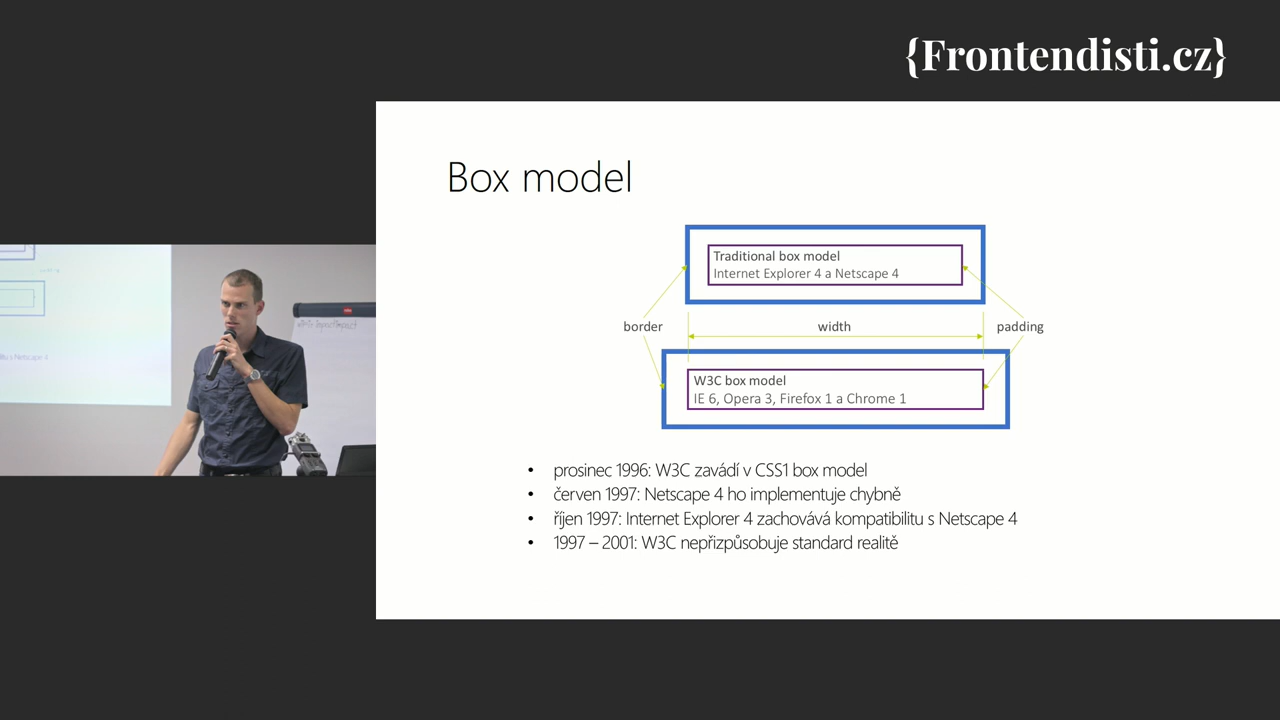 {Frontendisti.cz}
Box model
Traditional box model
Internet Explorer 4 a Netscape 4
border
width
padding
W3C box model
IE 6, Opera 3, Firefox 1 a Chrome 1
• prosinec 1996: W3C zavádí v CSS1 box model
• červen 1997: Netscape 4 ho implementuje chybně
• říjen 1997: Internet Explorer 4 zachovává kompatibilitu s Netscape 4
• 1997 – 2001: W3C nepřizpůsobuje standard realitě